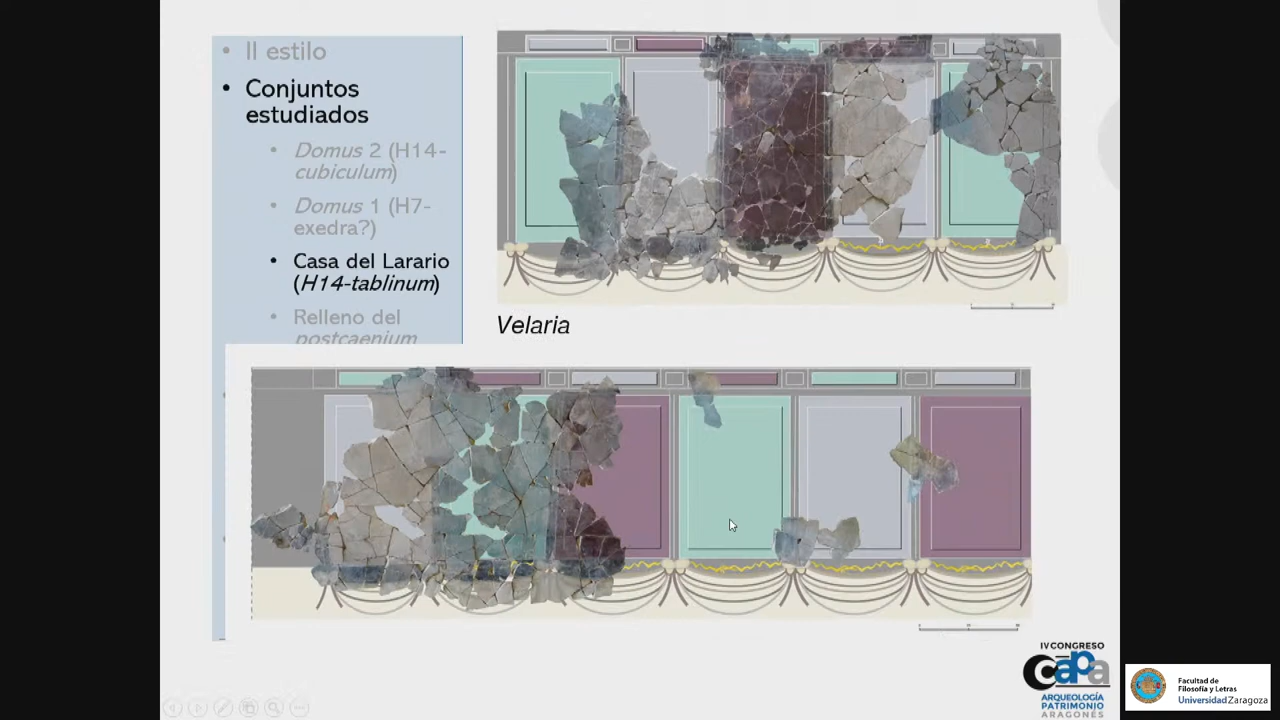 II estilo
Conjuntos
estudiados
Domus 2 (H14-
cubiculum)
Domus 1 (H7-
exedra?)
Casa del Larario
(H14-tablinum)
Relleno del
postcaenium
Velaria
IV CONGRESO
capa
ARQUEOLOGÍA
PATRIMONIO
ARAGONÉS
Facultad de
Filosofía y Letras
Universidad Zaragoza